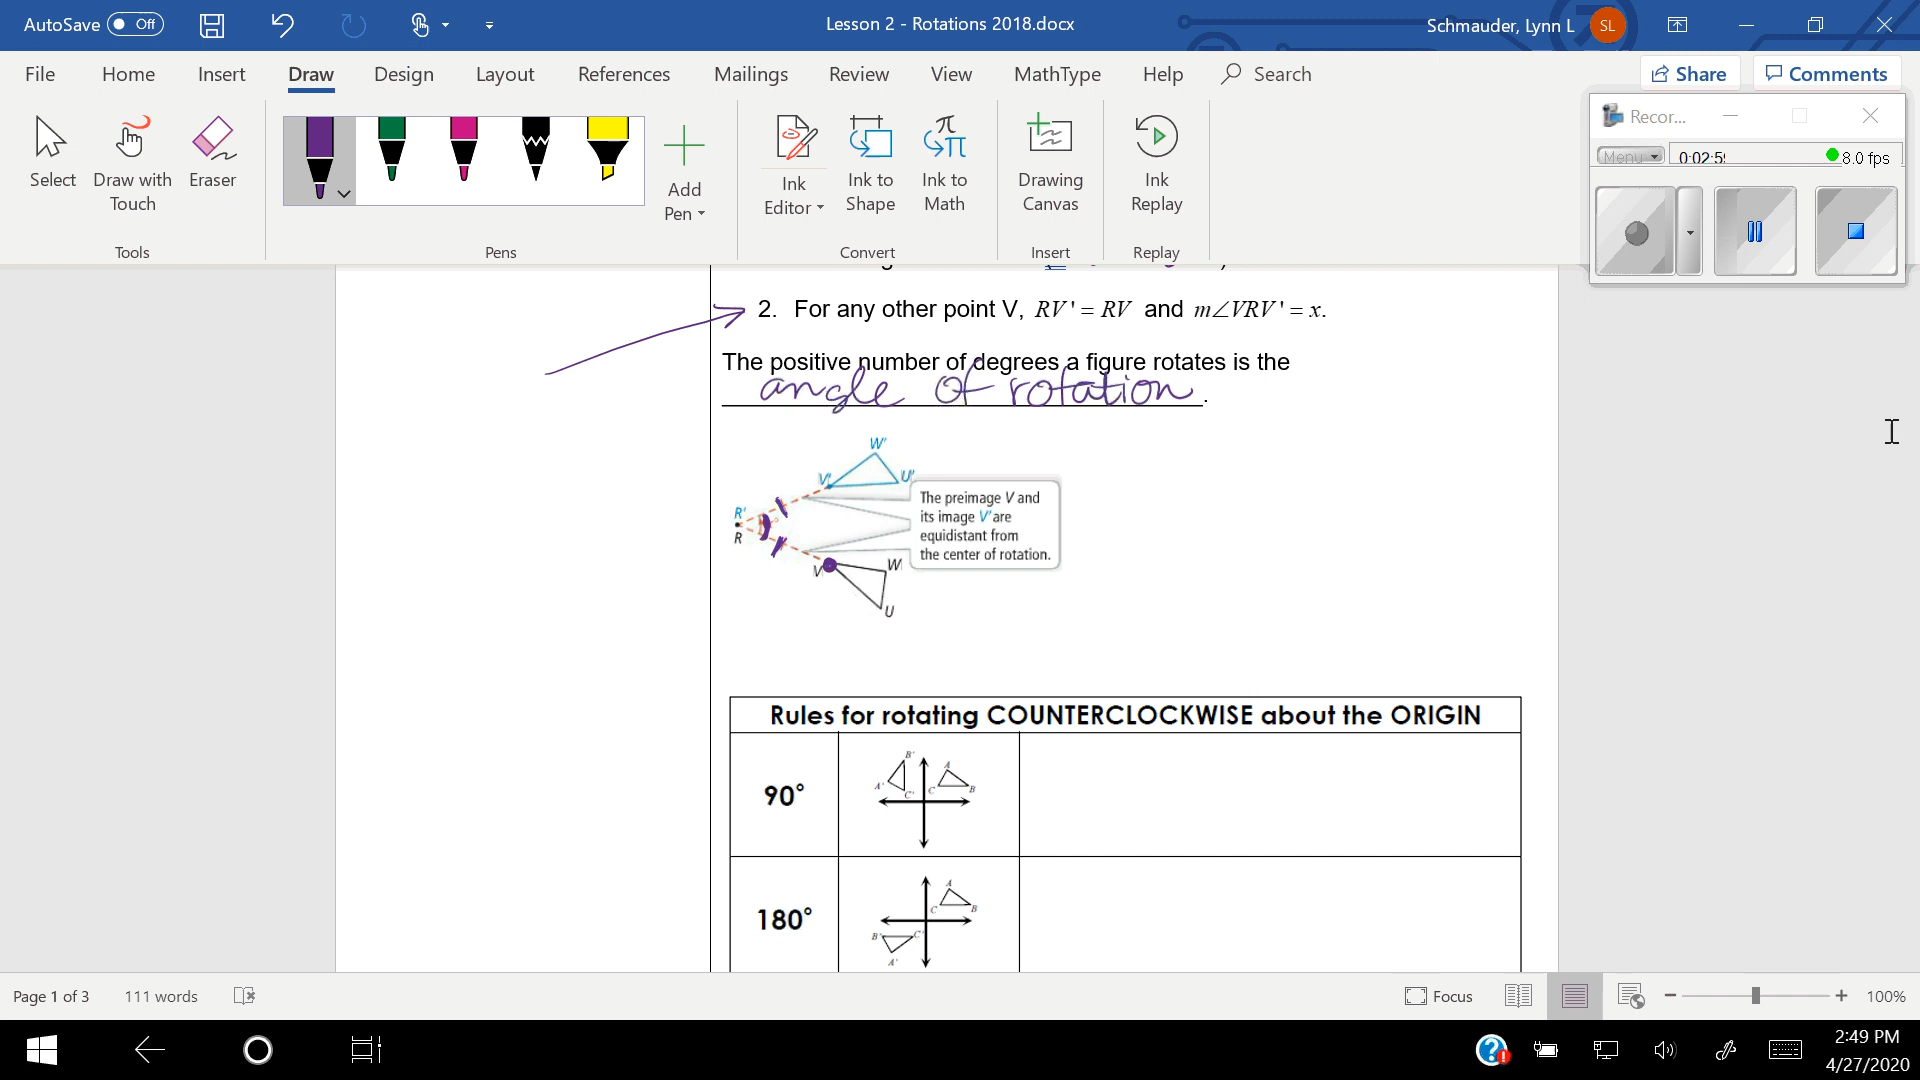 AutoSave Off
Lesson 2 - Rotations 2018.docx
Schmauder, Lynn L SL
File Home Insert Draw Design Layout References Mailings Review View MathType Help Search
Share Comments
Recor...
Menu
8.0 fps
Select
Draw with
Touch
Eraser
Add
Pen
Ink
Editor
Ink to
Shape
Ink to
Math
Drawing
Canvas
Ink
Replay
Tools Pens Convert Insert Replay
2. For any other point V, RV' = RV and m∠VRV' = x.
The positive number of degrees a figure rotates is the
angle of rotation.
W'
V' U'
R'
R
V W
U
The preimage V and
its image V' are
equidistant from
the center of rotation.
Rules for rotating COUNTERCLOCKWISE about the ORIGIN
90°
B'
A'
C'
A
C B
180°
A
C B
B' C'
A'
Page 1 of 3 111 words
Focus
100%
2:49 PM
4/27/2020